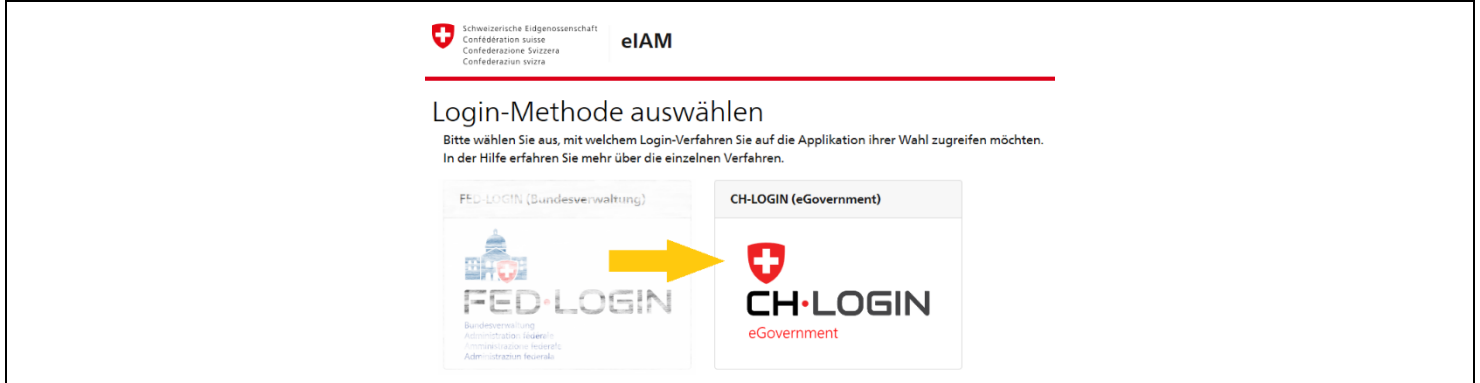 Schweizerische Eidgenossenschaft
Confédération suisse
Confederazione Svizzera
Confederaziun svizra
eIAM
Login-Methode auswählen
Bitte wählen Sie aus, mit welchem Login-Verfahren Sie auf die Applikation ihrer Wahl zugreifen möchten.
In der Hilfe erfahren Sie mehr über die einzelnen Verfahren.
FED-LOGIN (Bundesverwaltung)
FED·LOGIN
Bundesverwaltung
Administration fédérale
Amministrazione federale
Administraziun federala
CH-LOGIN (eGovernment)
CH·LOGIN
eGovernment